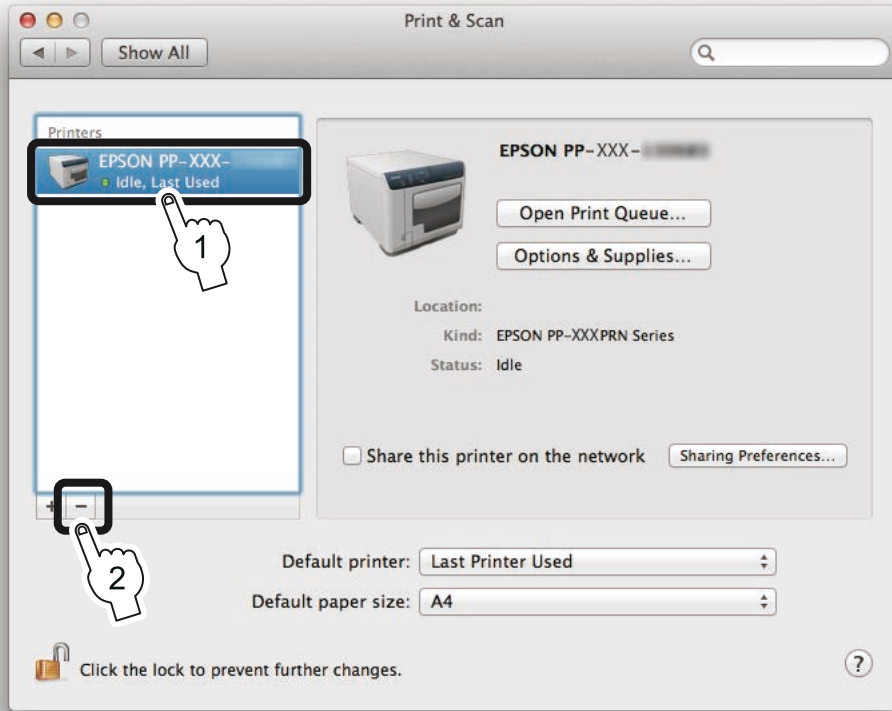 Print & Scan
Show All
Printers
EPSON PP-XXX-
Idle, Last Used
1
EPSON PP-XXX-
Open Print Queue...
Options & Supplies...
Location:
Kind: EPSON PP-XXXPRN Series
Status: Idle
Share this printer on the network Sharing Preferences...
+ −
2
Default printer: Last Printer Used
Default paper size: A4
Click the lock to prevent further changes. ?